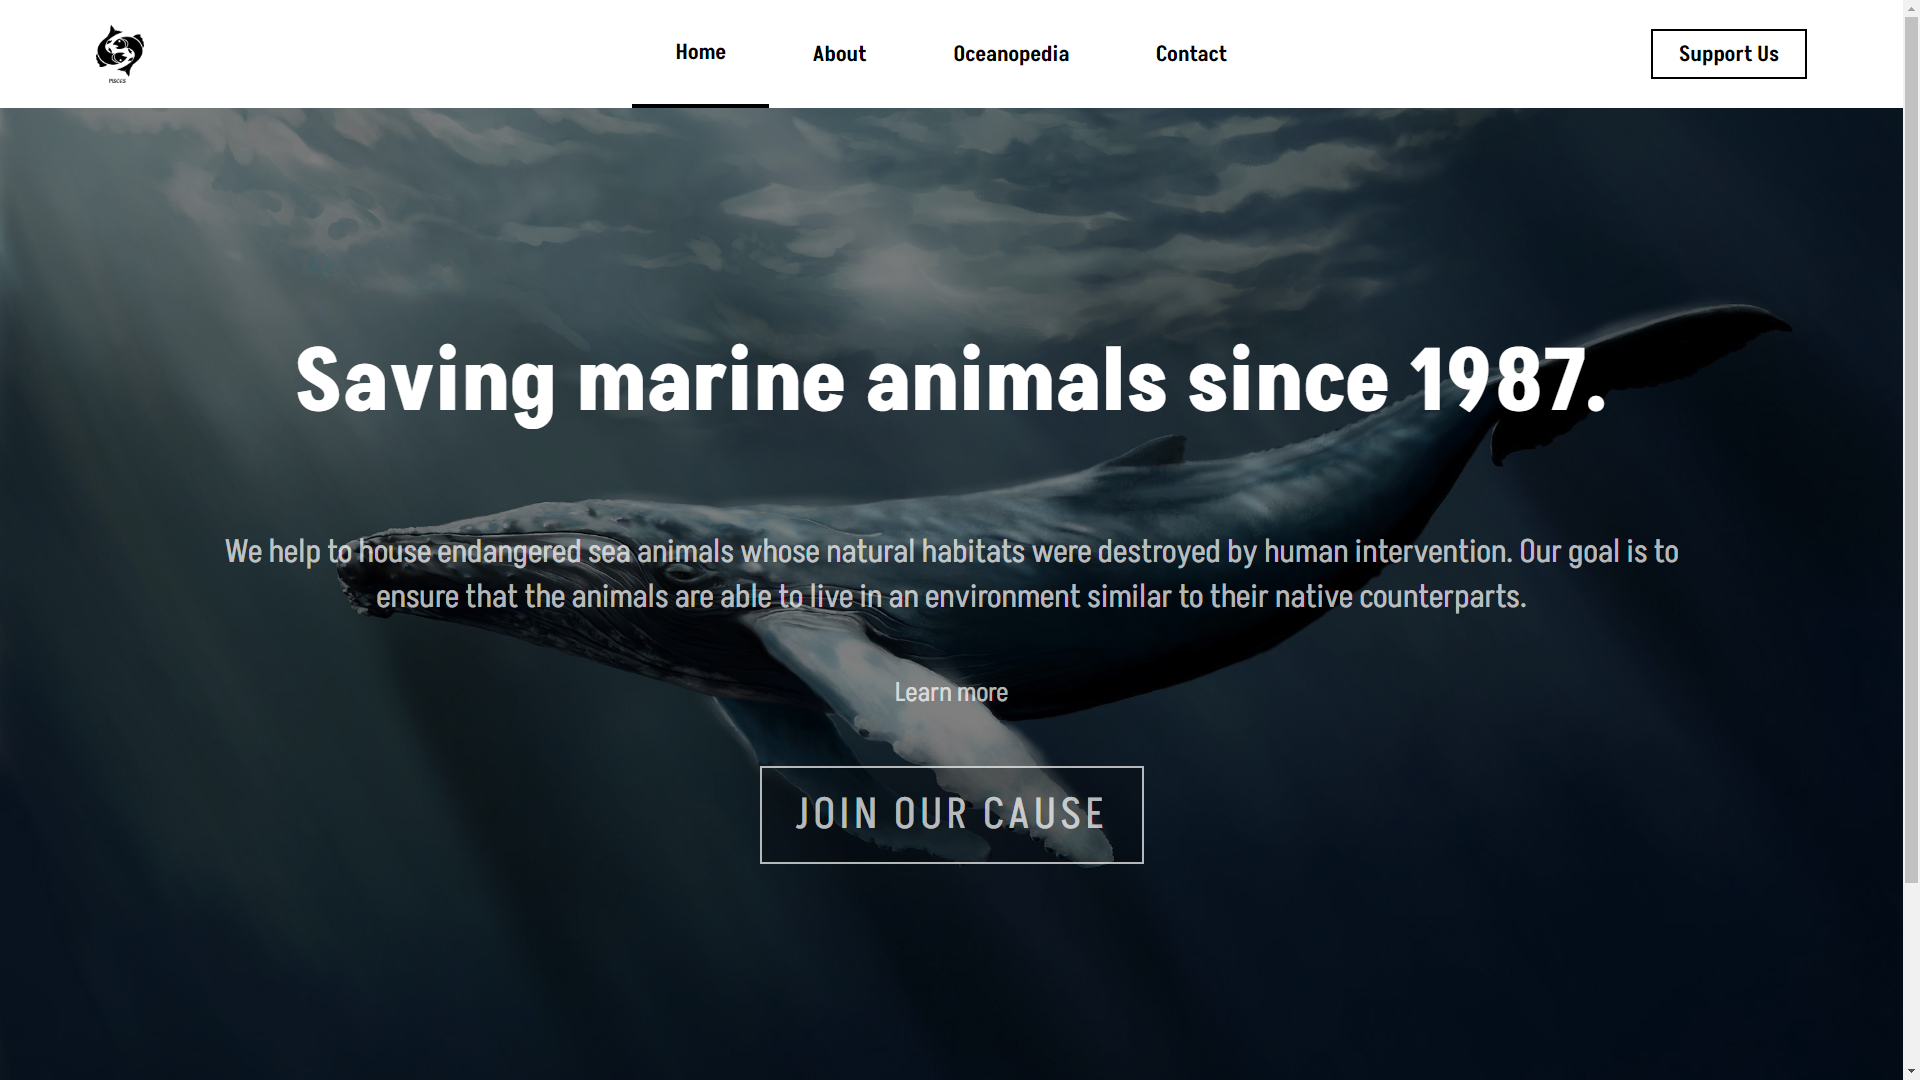 PISCES
Home
About
Oceanopedia
Contact
Support Us
Saving marine animals since 1987.
We help to house endangered sea animals whose natural habitats were destroyed by human intervention. Our goal is to
ensure that the animals are able to live in an environment similar to their native counterparts.
Learn more
JOIN OUR CAUSE